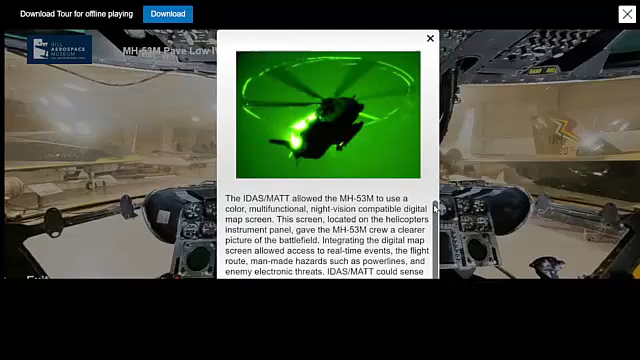 Download Tour for offline playing
Download
HILL
AEROSPACE
MUSEUM
MH-53M Pave Low
The IDAS/MATT allowed the MH-53M to use a
color, multifunctional, night-vision compatible digital
map screen. This screen, located on the helicopters
instrument panel, gave the MH-53M crew a clearer
picture of the battlefield. Integrating the digital map
screen allowed access to real-time events, the flight
route, man-made hazards such as powerlines, and
enemy electronic threats. IDAS/MATT could sense
Exit